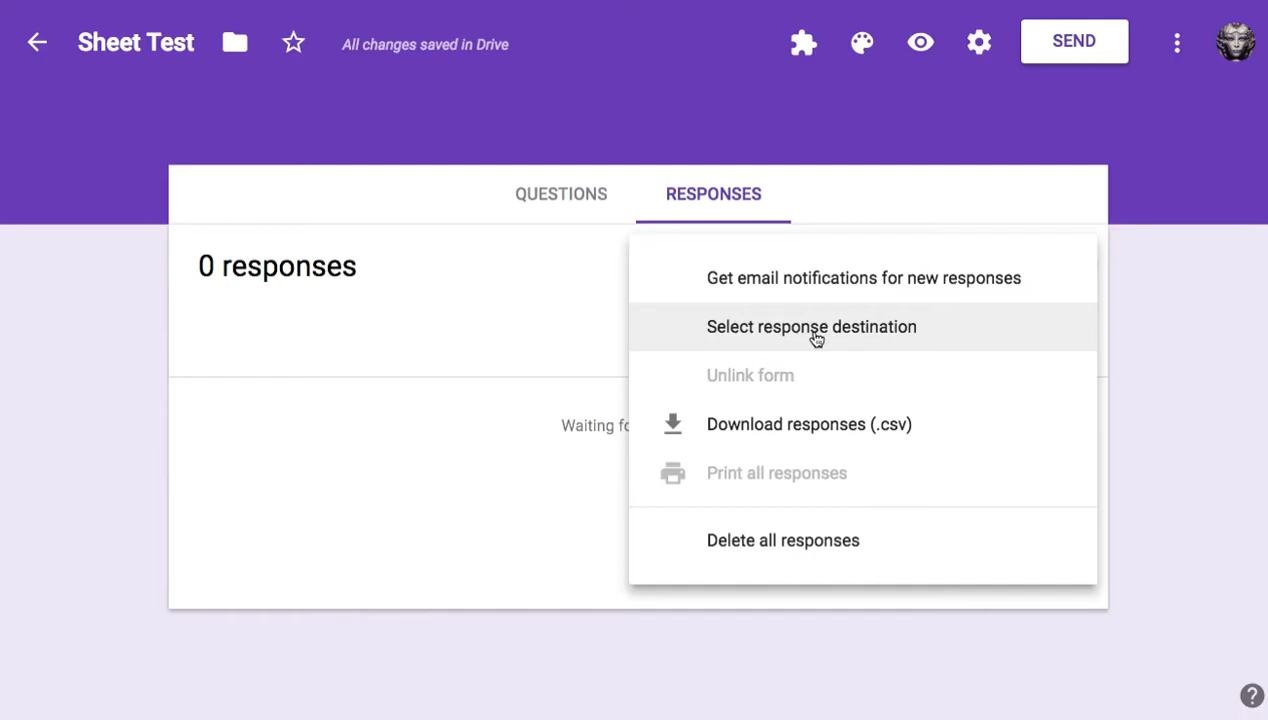 Sheet Test
All changes saved in Drive
SEND
QUESTIONS
RESPONSES
0 responses
Get email notifications for new responses
Select response destination
Unlink form
Waiting
Download responses (.csv)
Print all responses
Delete all responses
?